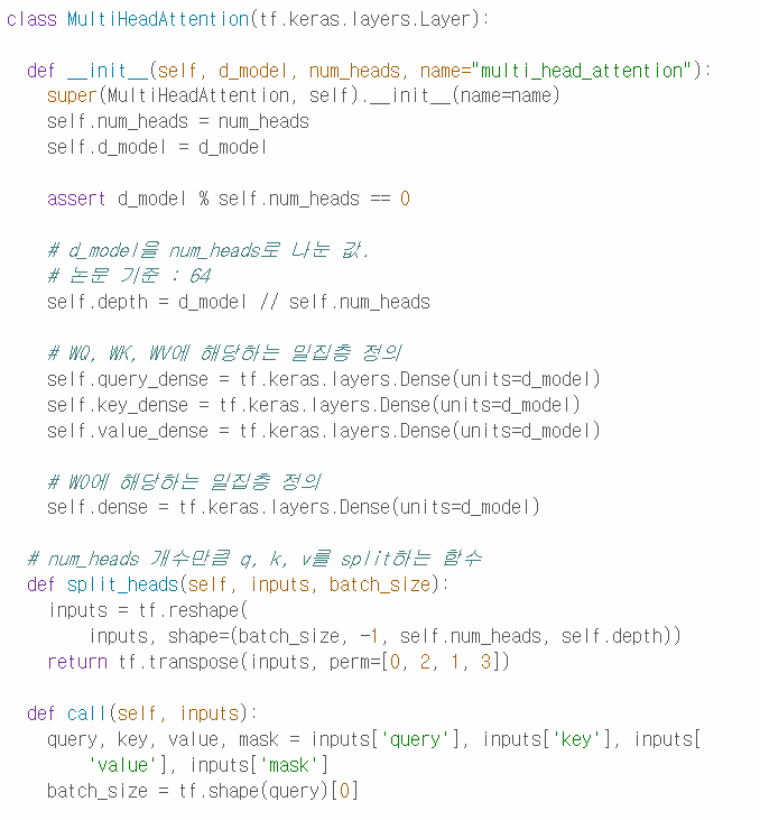 class MultiHeadAttention(tf.keras.layers.Layer):
def __init__(self, d_model, num_heads, name="multi_head_attention"):
super(MultiHeadAttention, self).__init__(name=name)
self.num_heads = num_heads
self.d_model = d_model
assert d_model % self.num_heads == 0
# d_model을 num_heads로 나눈 값.
# 논문 기준 : 64
self.depth = d_model // self.num_heads
# WQ, WK, WV에 해당하는 밀집층 정의
self.query_dense = tf.keras.layers.Dense(units=d_model)
self.key_dense = tf.keras.layers.Dense(units=d_model)
self.value_dense = tf.keras.layers.Dense(units=d_model)
# WO에 해당하는 밀집층 정의
self.dense = tf.keras.layers.Dense(units=d_model)
# num_heads 개수만큼 q, k, v를 split하는 함수
def split_heads(self, inputs, batch_size):
inputs = tf.reshape(
inputs, shape=(batch_size, -1, self.num_heads, self.depth))
return tf.transpose(inputs, perm=[0, 2, 1, 3])
def call(self, inputs):
query, key, value, mask = inputs['query'], inputs['key'], inputs[
'value'], inputs['mask']
batch_size = tf.shape(query)[0]